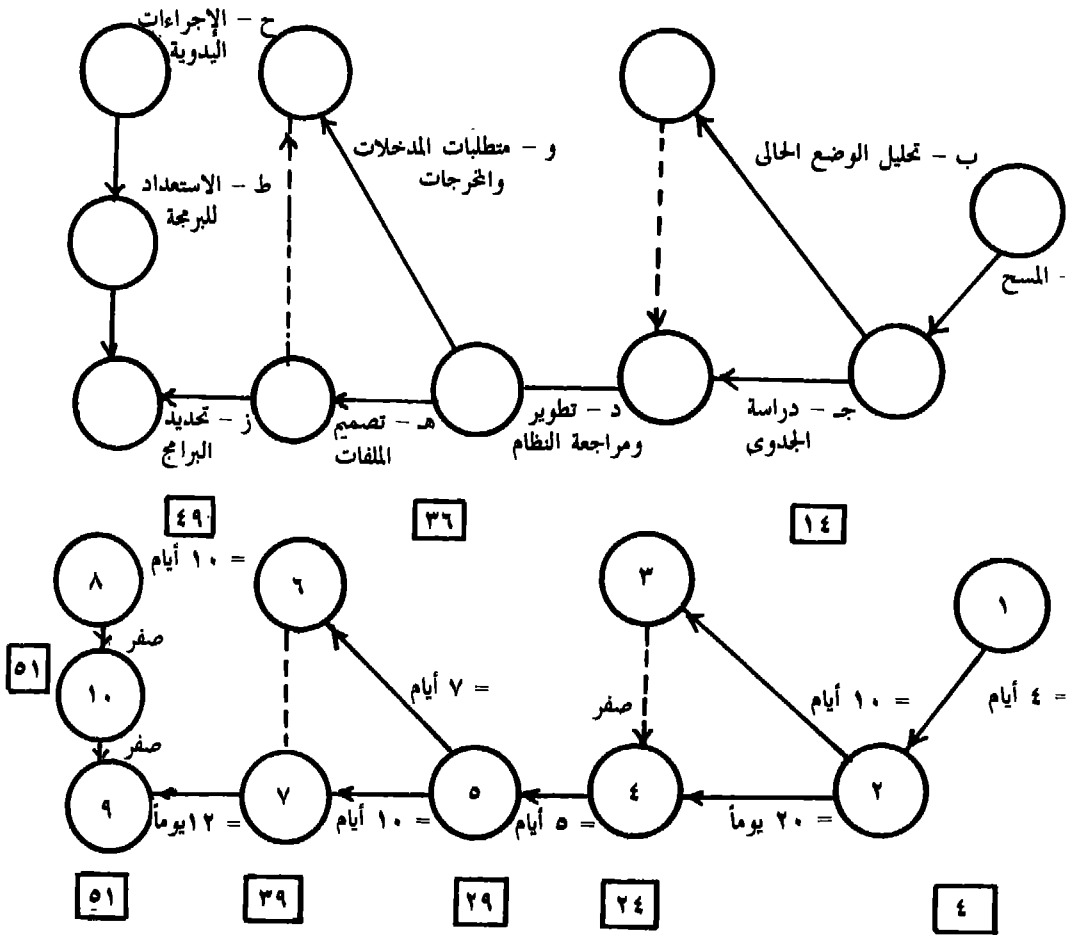 ح - الإجراءات
اليدوية
ب - تحليل الوضع الحالى
و - متطلبات المدخلات
والمخرجات
ط - الاستعداد
للبرمجة
- المسح
جـ - دراسة
الجدوى
د - تطوير
ومراجعة النظام
هـ - تصميم
الملفات
ز - تحديد
البرامج
١٤
٣٦
٤٩
١
٣
٦
= ١٠ أيام
٨
صفر
= ٤ أيام
= ١٠ أيام
صفر
= ٧ أيام
١٠
٥١
صفر
٢
= ٢٠ يوماً
٤
= ٥ أيام
٥
= ١٠ أيام
٧
= ١٢ يوماً
٩
٤
٢٤
٢٩
٣٩
٥١